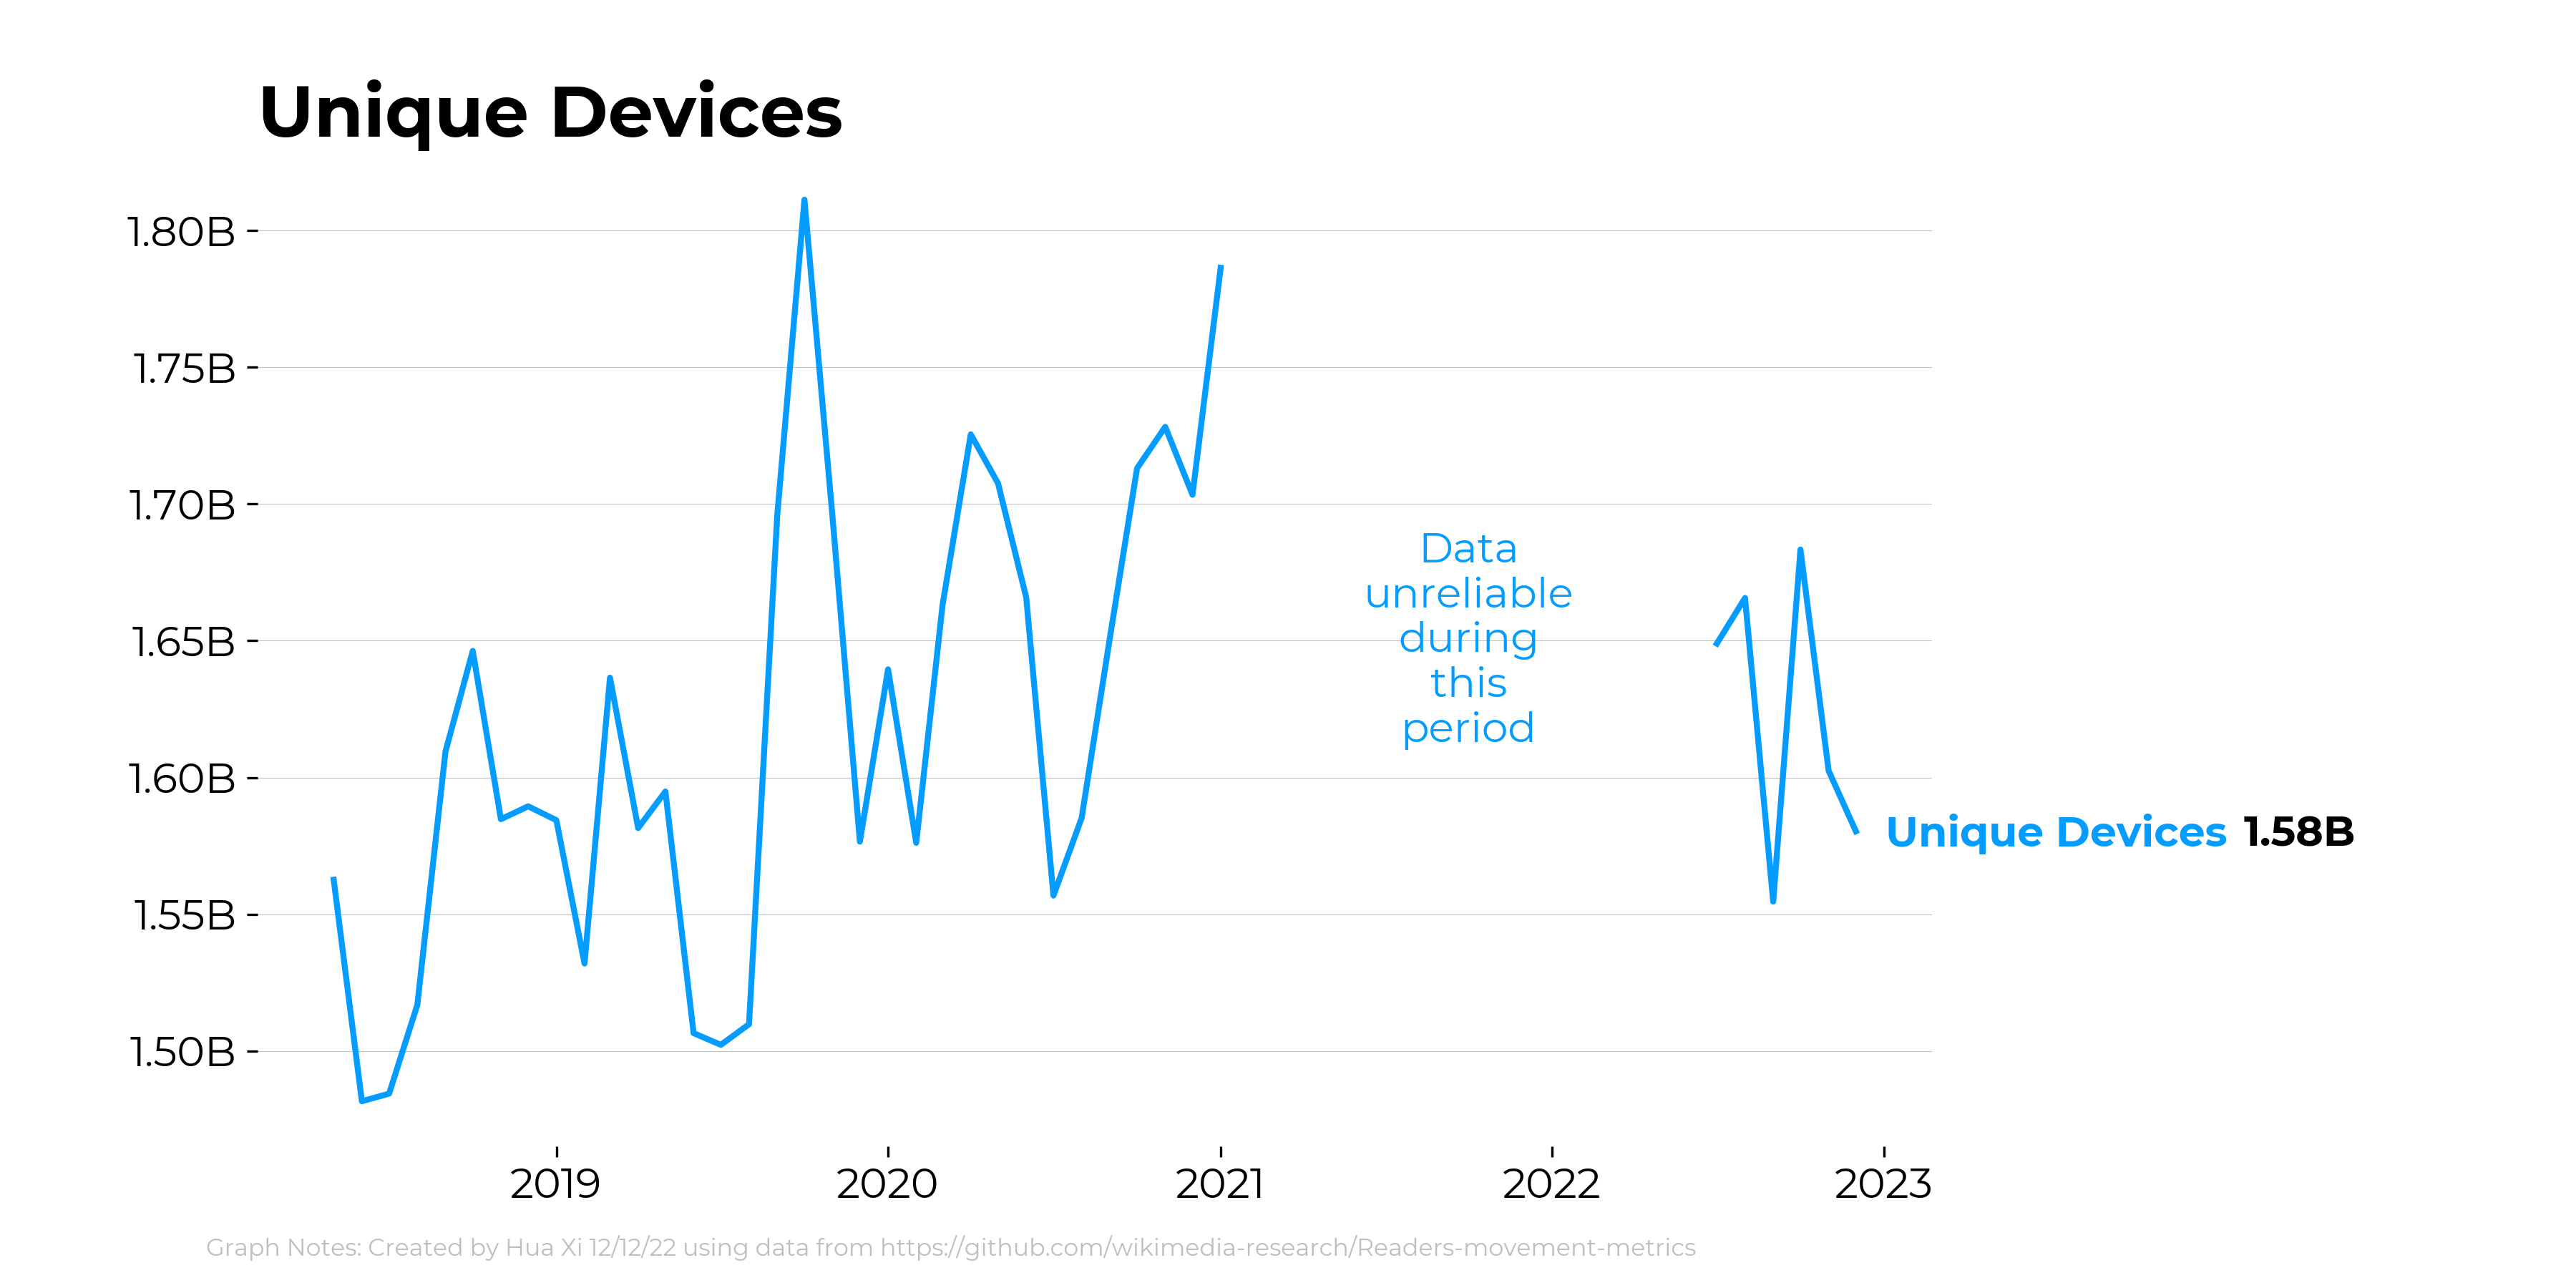 Unique Devices
1.80B
1.75B
1.70B
1.65B
1.60B
1.55B
1.50B
Data
unreliable
during
this
period
Unique Devices 1.58B
2019 2020 2021 2022 2023
Graph Notes: Created by Hua Xi 12/12/22 using data from https://github.com/wikimedia-research/Readers-movement-metrics